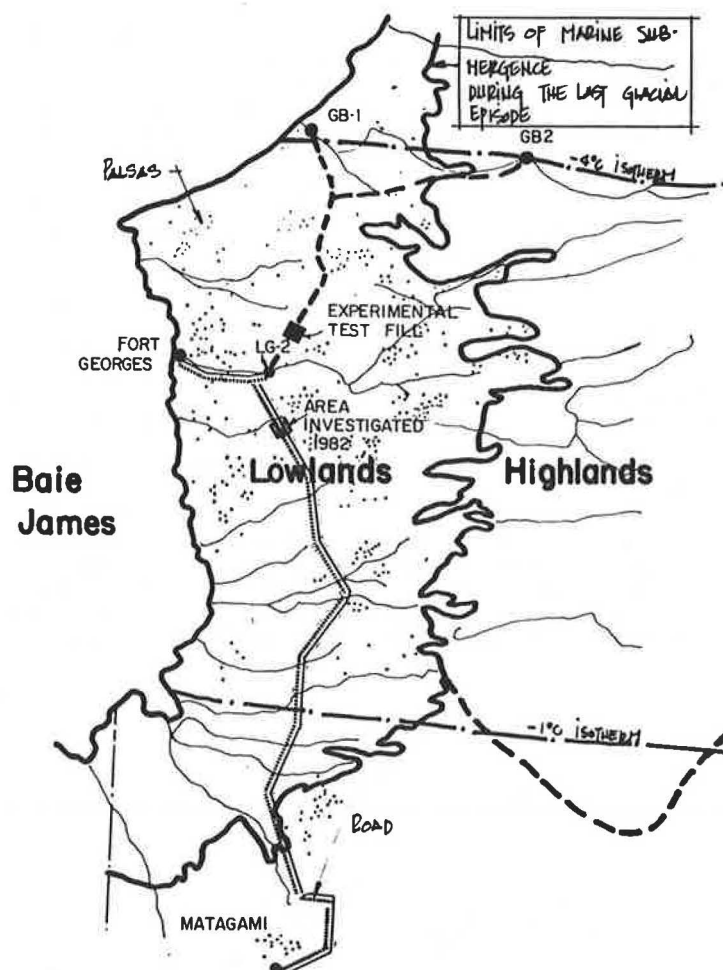 LIMITS OF MARINE SUB-
MERGENCE
DURING THE LAST GLACIAL
EPISODE
GB-1
GB2
-4°C ISOTHERM
PALSAS
EXPERIMENTAL
TEST FILL
LG-2
FORT
GEORGES
AREA
INVESTIGATED
1982
Lowlands
Highlands
Baie
James
-1°C ISOTHERM
ROAD
MATAGAMI